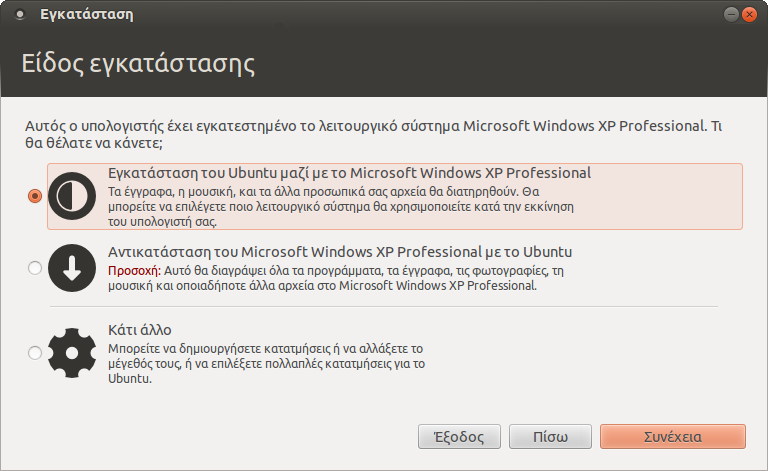 Εγκατάσταση
Είδος εγκατάστασης
Αυτός ο υπολογιστής έχει εγκατεστημένο το λειτουργικό σύστημα Microsoft Windows XP Professional. Τι
θα θέλατε να κάνετε;
Εγκατάσταση του Ubuntu μαζί με το Microsoft Windows XP Professional
Τα έγγραφα, η μουσική, και τα άλλα προσωπικά σας αρχεία θα διατηρηθούν. Θα
μπορείτε να επιλέγετε ποιο λειτουργικό σύστημα θα χρησιμοποιείτε κατά την εκκίνηση
του υπολογιστή σας.
Αντικατάσταση του Microsoft Windows XP Professional με το Ubuntu
Προσοχή: Αυτό θα διαγράψει όλα τα προγράμματα, τα έγγραφα, τις φωτογραφίες, τη
μουσική και οποιαδήποτε άλλα αρχεία στο Microsoft Windows XP Professional.
Κάτι άλλο
Μπορείτε να δημιουργήσετε κατατμήσεις ή να αλλάξετε το
μέγεθός τους, ή να επιλέξετε πολλαπλές κατατμήσεις για το
Ubuntu.
Έξοδος
Πίσω
Συνέχεια